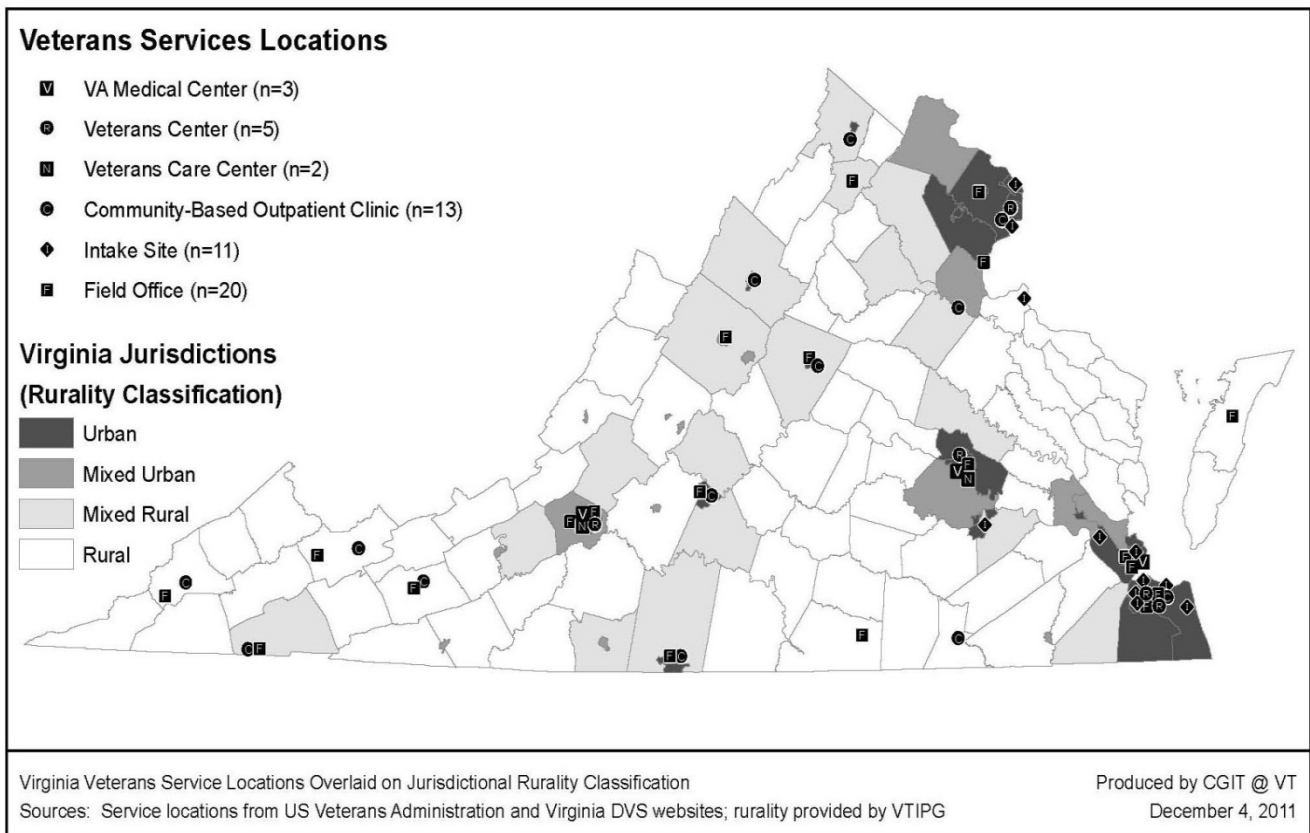 Veterans Services Locations
V VA Medical Center (n=3)
R Veterans Center (n=5)
N Veterans Care Center (n=2)
C Community-Based Outpatient Clinic (n=13)
I Intake Site (n=11)
F Field Office (n=20)
Virginia Jurisdictions
(Rurality Classification)
Urban
Mixed Urban
Mixed Rural
Rural
C
F
F
I
R
C
I
F
C
I
C
F
F
C
F
R
F
V
N
I
F
C
V
F
F
N
R
F
C
C
F
C
F
C
F
F
C
F
C
F
C
I
I
F
V
F
I
I
I
R
F
C
I
F
R
I
Virginia Veterans Service Locations Overlaid on Jurisdictional Rurality Classification
Sources: Service locations from US Veterans Administration and Virginia DVS websites; rurality provided by VTIPG
Produced by CGIT @ VT
December 4, 2011